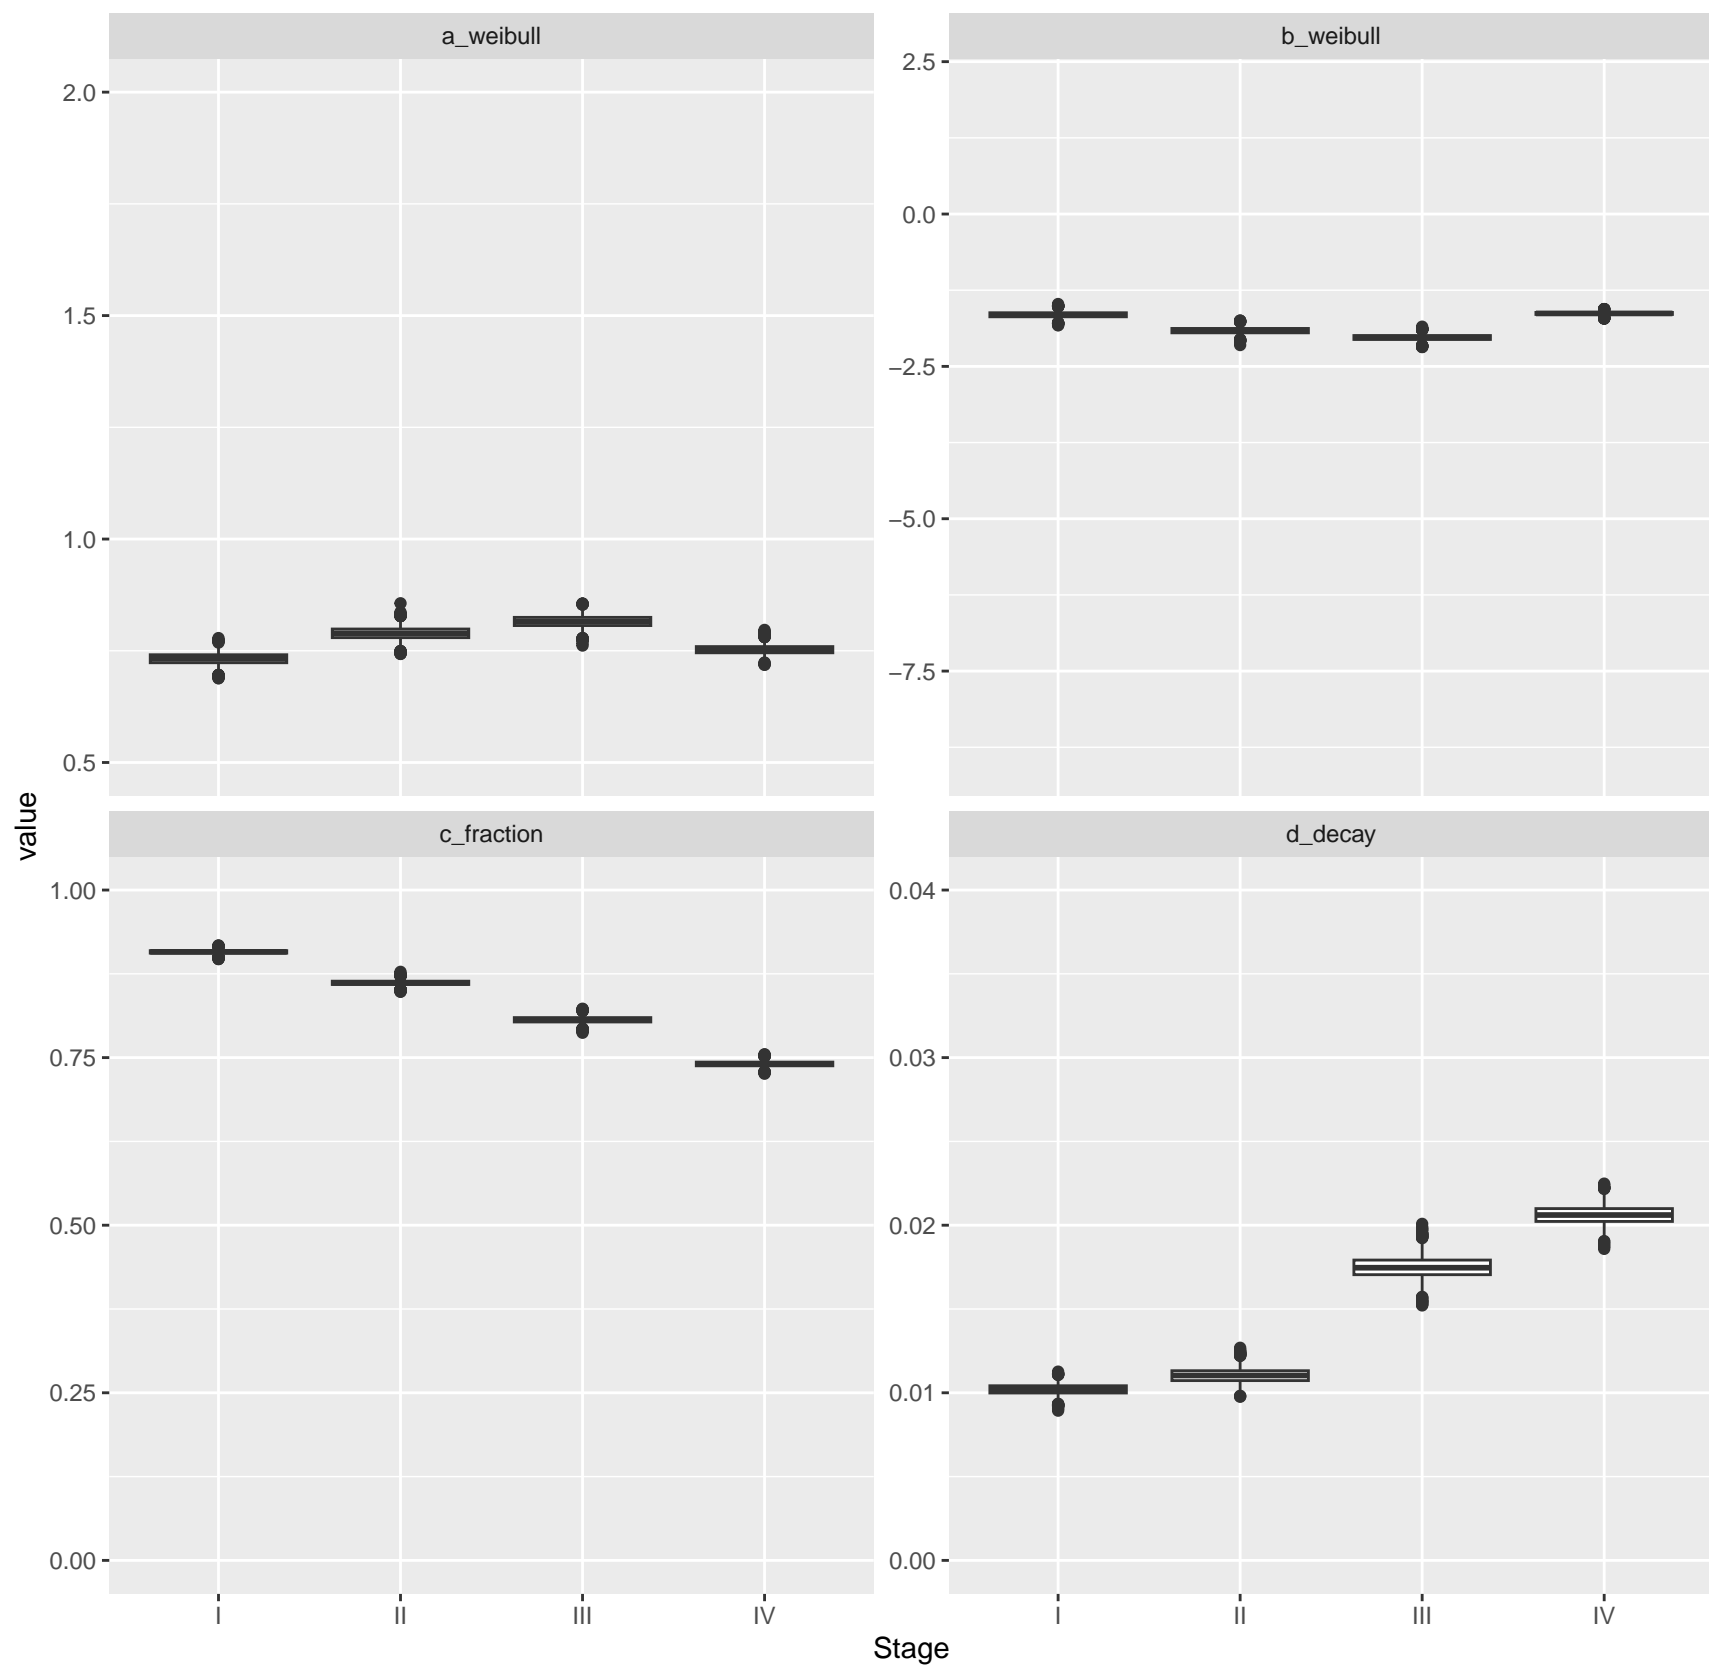 a_weibull
b_weibull
2.0
1.5
1.0
0.5
2.5
0.0
−2.5
−5.0
−7.5
value
c_fraction
d_decay
1.00
0.75
0.50
0.25
0.00
0.04
0.03
0.02
0.01
0.00
I II III IV
I II III IV
Stage